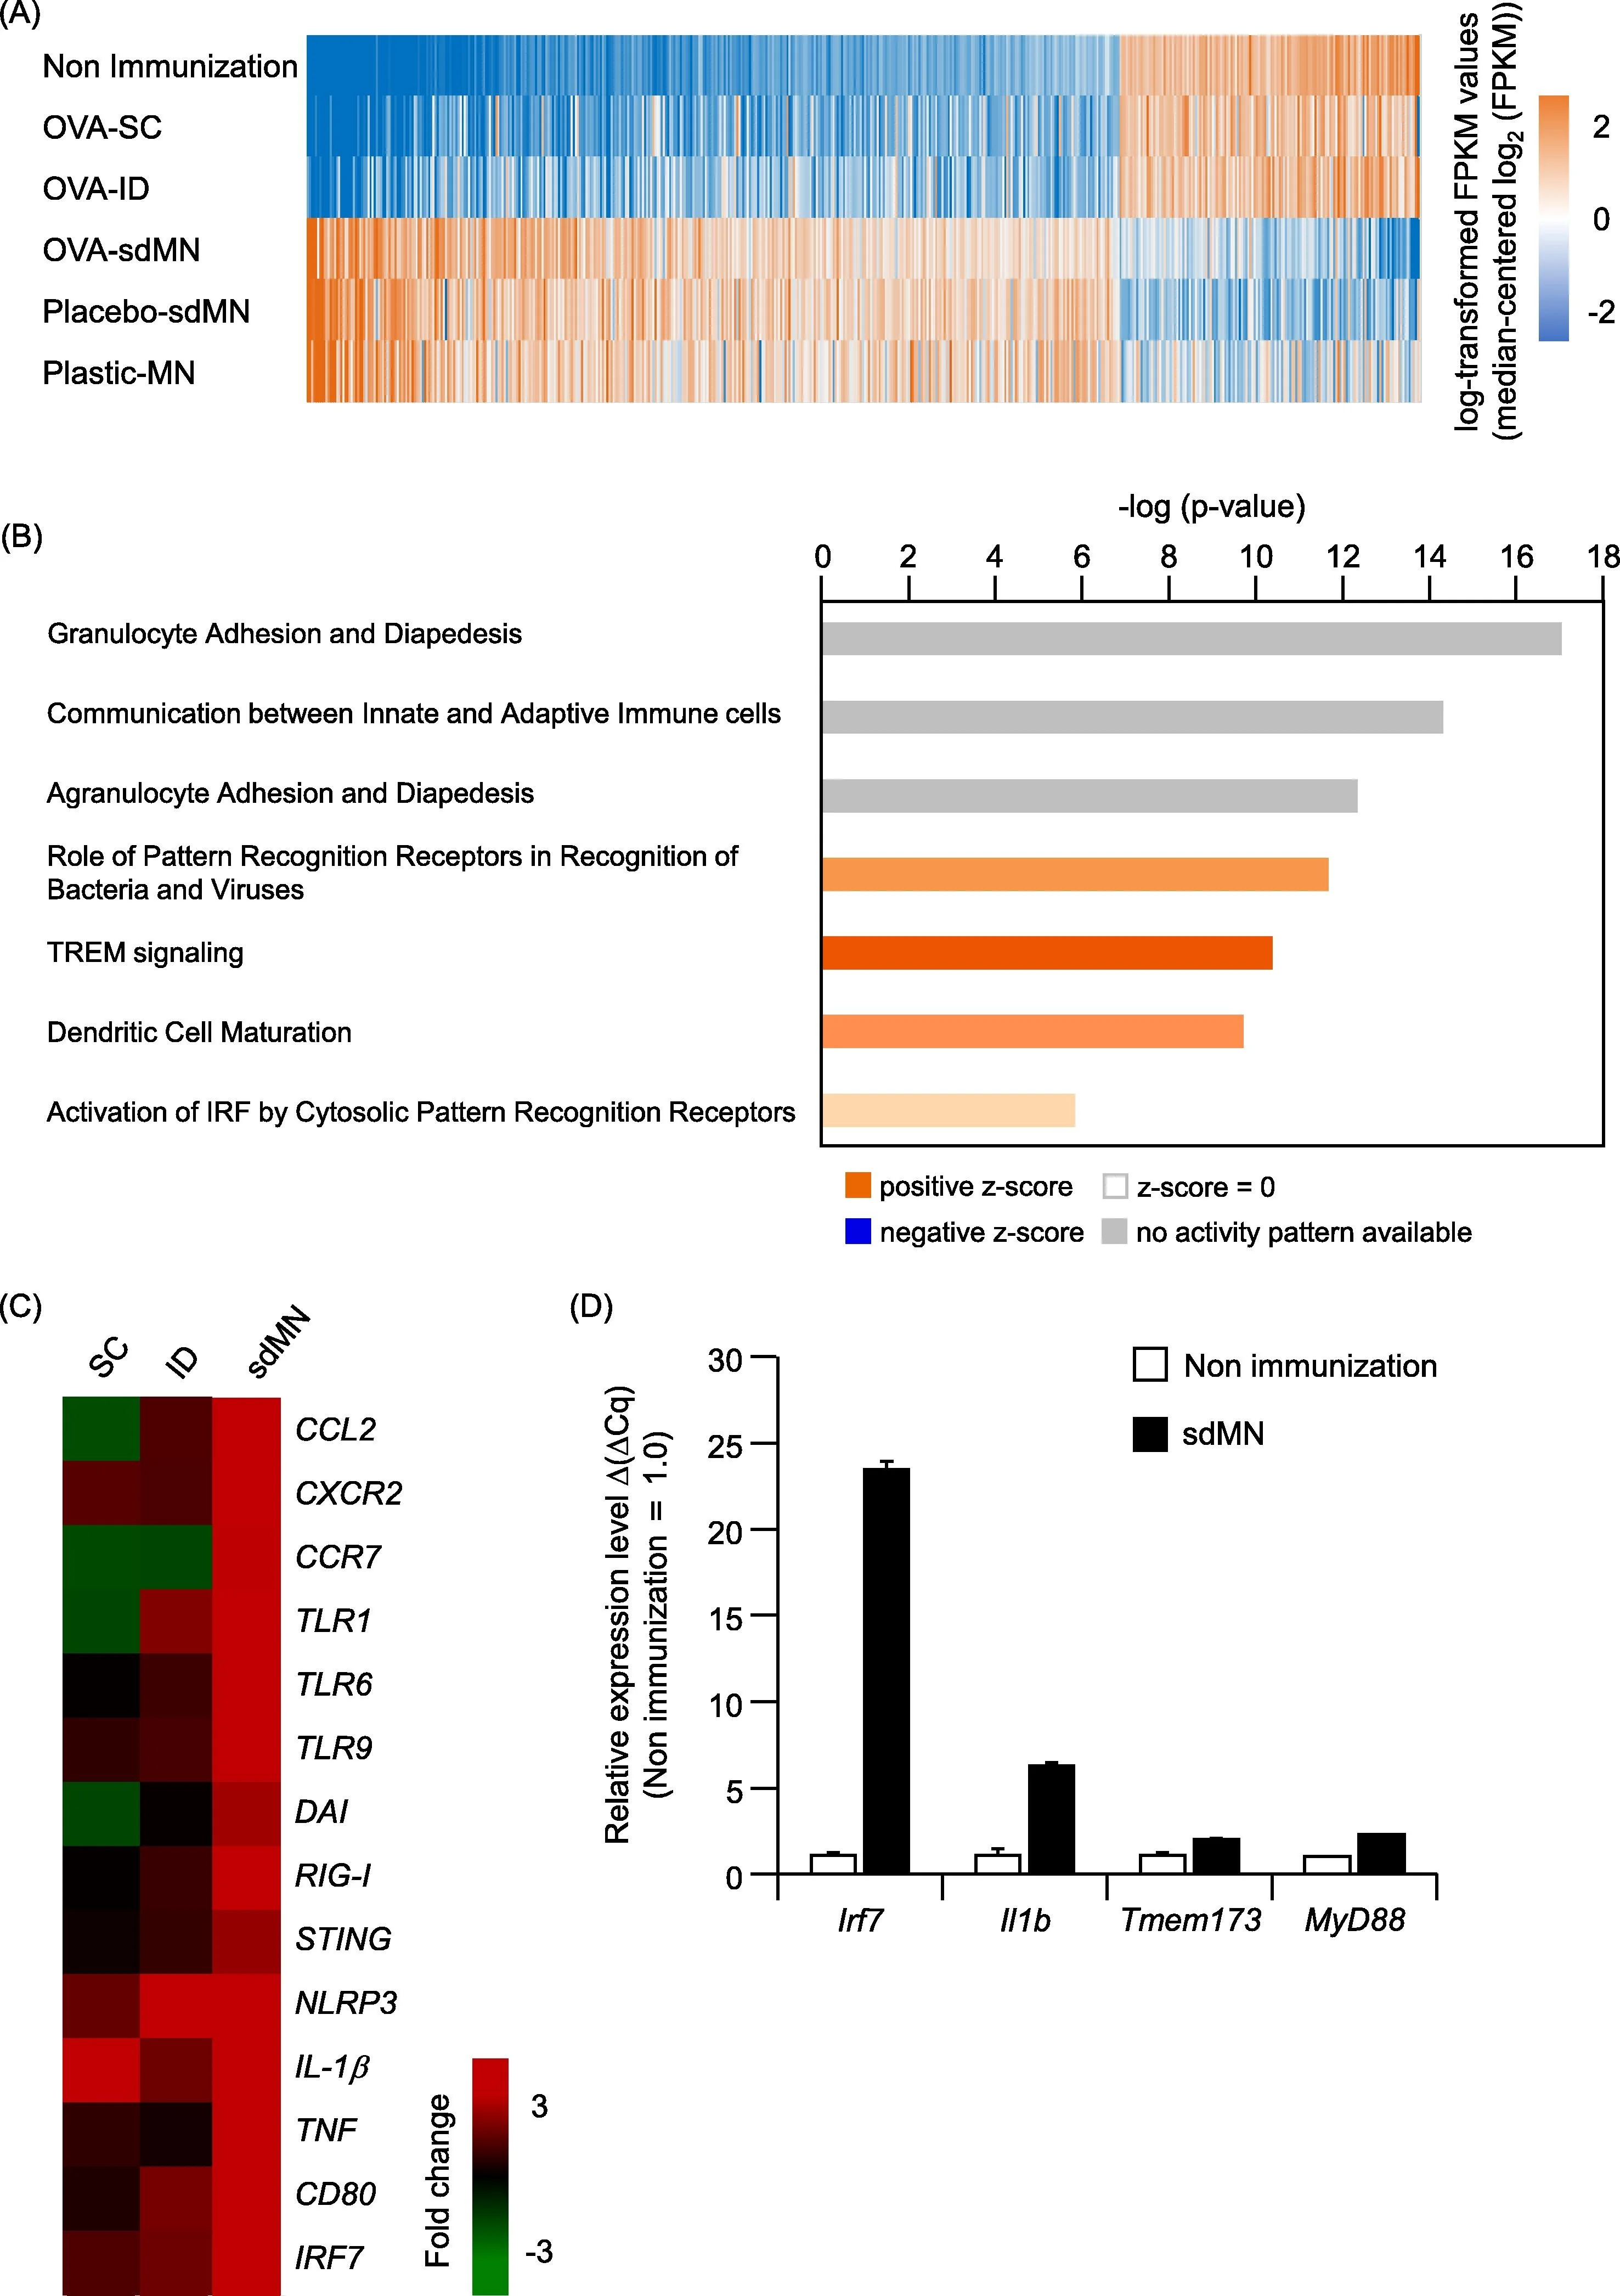 (A)
Non Immunization
OVA-SC
OVA-ID
OVA-sdMN
Placebo-sdMN
Plastic-MN
log-transformed FPKM values
(median-centered log2 (FPKM))
2
0
-2
(B)
-log (p-value)
0 2 4 6 8 10 12 14 16 18
Granulocyte Adhesion and Diapedesis
Communication between Innate and Adaptive Immune cells
Agranulocyte Adhesion and Diapedesis
Role of Pattern Recognition Receptors in Recognition of
Bacteria and Viruses
TREM signaling
Dendritic Cell Maturation
Activation of IRF by Cytosolic Pattern Recognition Receptors
positive z-score
z-score = 0
negative z-score
no activity pattern available
(C)
SC
ID
sdMN
CCL2
CXCR2
CCR7
TLR1
TLR6
TLR9
DAI
RIG-I
STING
NLRP3
IL-1β
TNF
CD80
IRF7
Fold change
3
-3
(D)
Relative expression level Δ(ΔCq)
(Non immunization = 1.0)
30
25
20
15
10
5
0
Non immunization
sdMN
Irf7
Il1b
Tmem173
MyD88